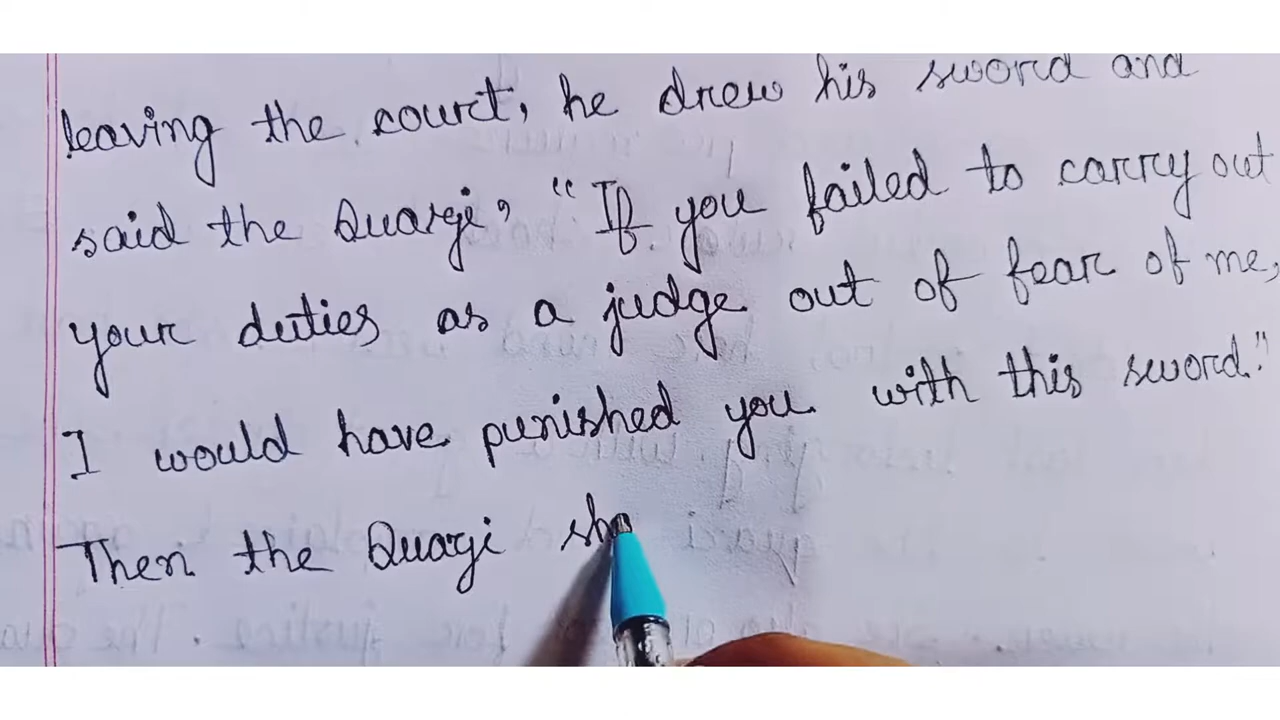 leaving the court, he drew his sword and
said the Quazi, "If you failed to carry out
your duties as a judge out of fear of me,
I would have punished you with this sword."
Then the Quazi sh